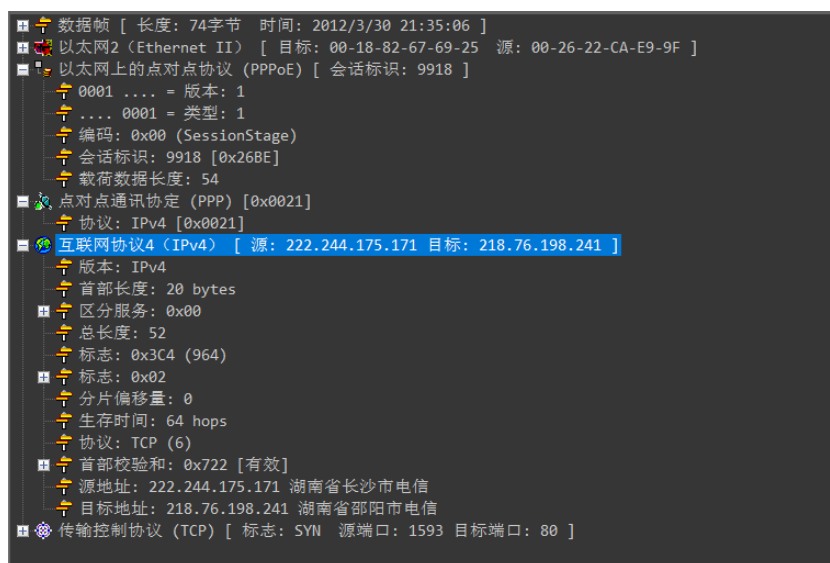 数据帧 [ 长度: 74字节  时间: 2012/3/30 21:35:06 ]
以太网2（Ethernet II） [ 目标: 00-18-82-67-69-25  源: 00-26-22-CA-E9-9F ]
以太网上的点对点协议 (PPPoE) [ 会话标识: 9918 ]
0001 .... = 版本: 1
.... 0001 = 类型: 1
编码: 0x00 (SessionStage)
会话标识: 9918 [0x26BE]
载荷数据长度: 54
点对点通讯协定 (PPP) [0x0021]
协议: IPv4 [0x0021]
互联网协议4（IPv4） [ 源: 222.244.175.171 目标: 218.76.198.241 ]
版本: IPv4
首部长度: 20 bytes
区分服务: 0x00
总长度: 52
标志: 0x3C4 (964)
标志: 0x02
分片偏移量: 0
生存时间: 64 hops
协议: TCP (6)
首部校验和: 0x722 [有效]
源地址: 222.244.175.171 湖南省长沙市电信
目标地址: 218.76.198.241 湖南省邵阳市电信
传输控制协议 (TCP) [ 标志: SYN  源端口: 1593 目标端口: 80 ]